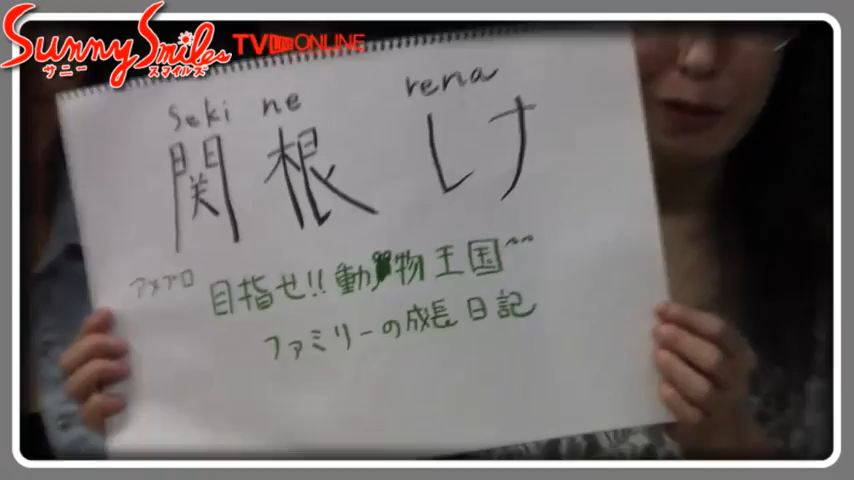 Sunny Smiles
サニー スマイルズ
TV LIVE ONLINE
Seki ne rena
関根 レナ
アメブロ
目指せ!!動物王国^^
ファミリーの成長日記